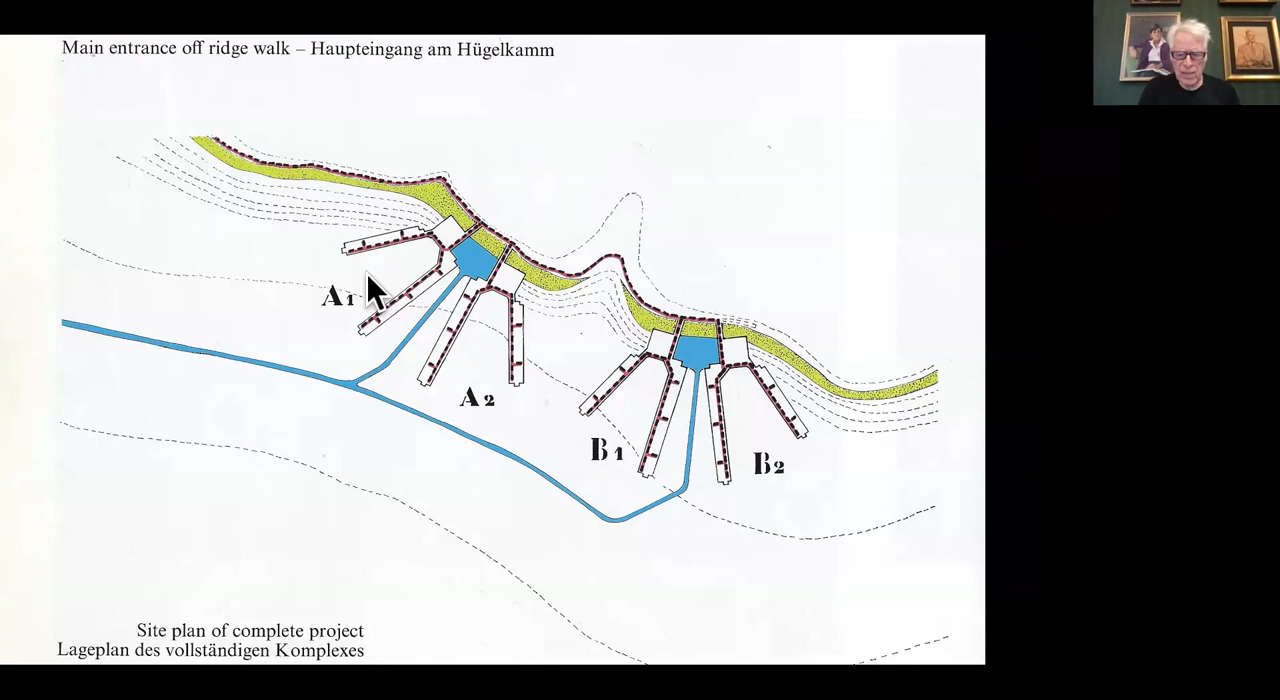 Main entrance off ridge walk – Haupteingang am Hügelkamm
A1
A2
B1
B2
Site plan of complete project
Lageplan des vollständigen Komplexes